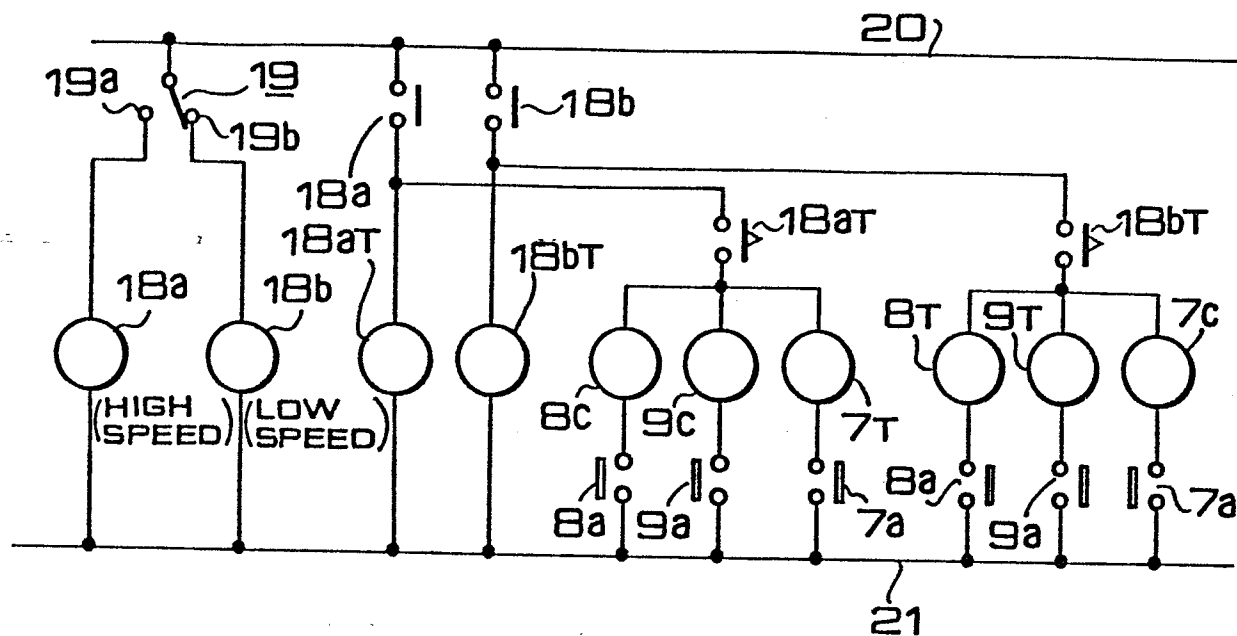 20
19a
19
19b
18a
18b
18aT
18bT
18aT
18bT
18a
18b
8T
9T
7c
(HIGH SPEED)
(LOW SPEED)
8c
9c
7T
8a
9a
7a
8a
9a
7a
21